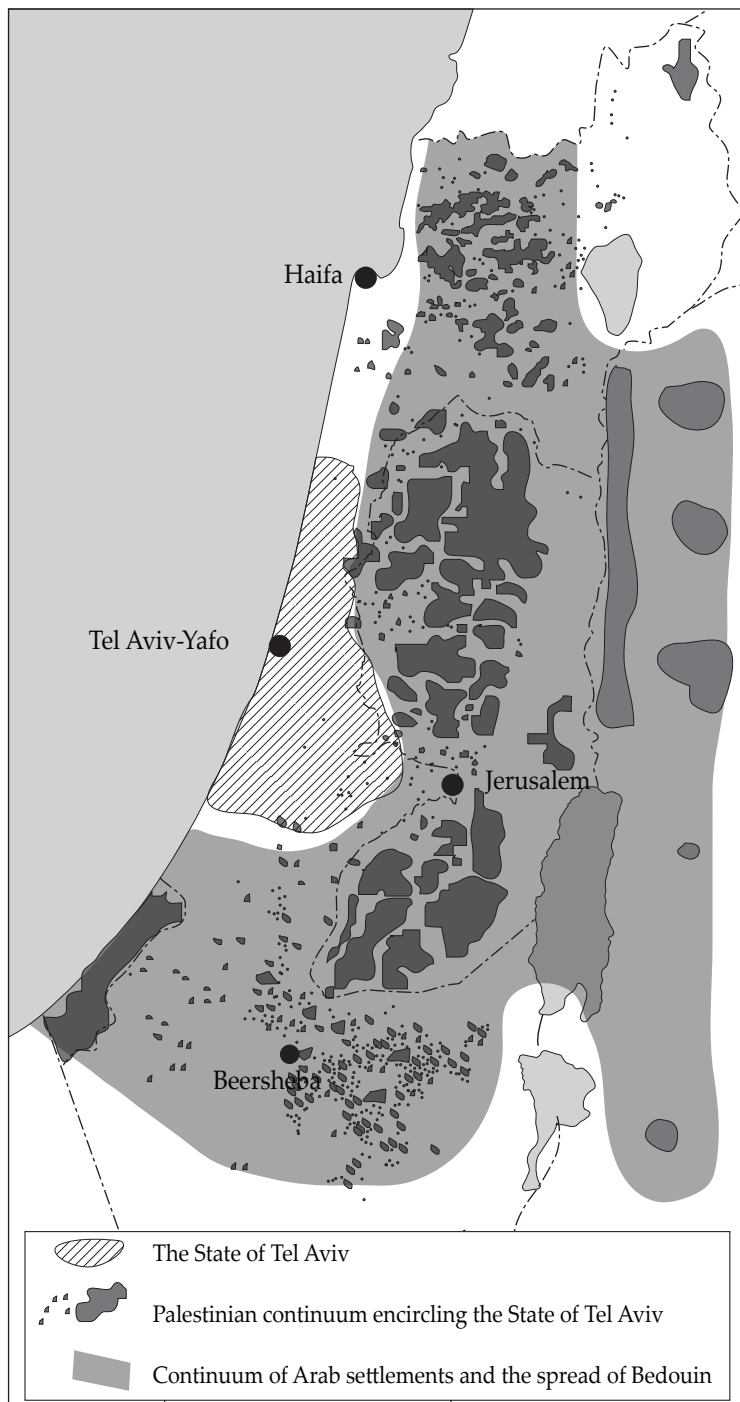 Haifa
Tel Aviv-Yafo
Jerusalem
Beersheba
The State of Tel Aviv
Palestinian continuum encircling the State of Tel Aviv
Continuum of Arab settlements and the spread of Bedouin